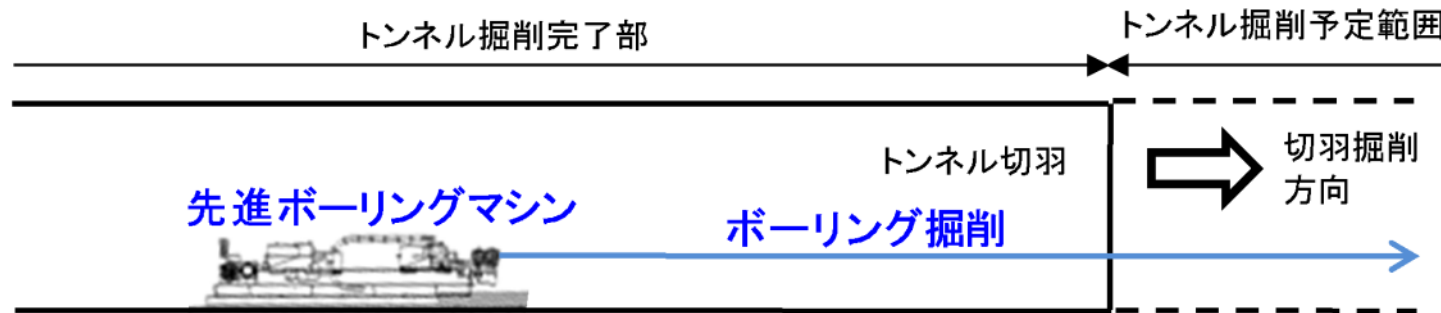 トンネル掘削完了部
トンネル掘削予定範囲
トンネル切羽
切羽掘削
方向
先進ボーリングマシン
ボーリング掘削